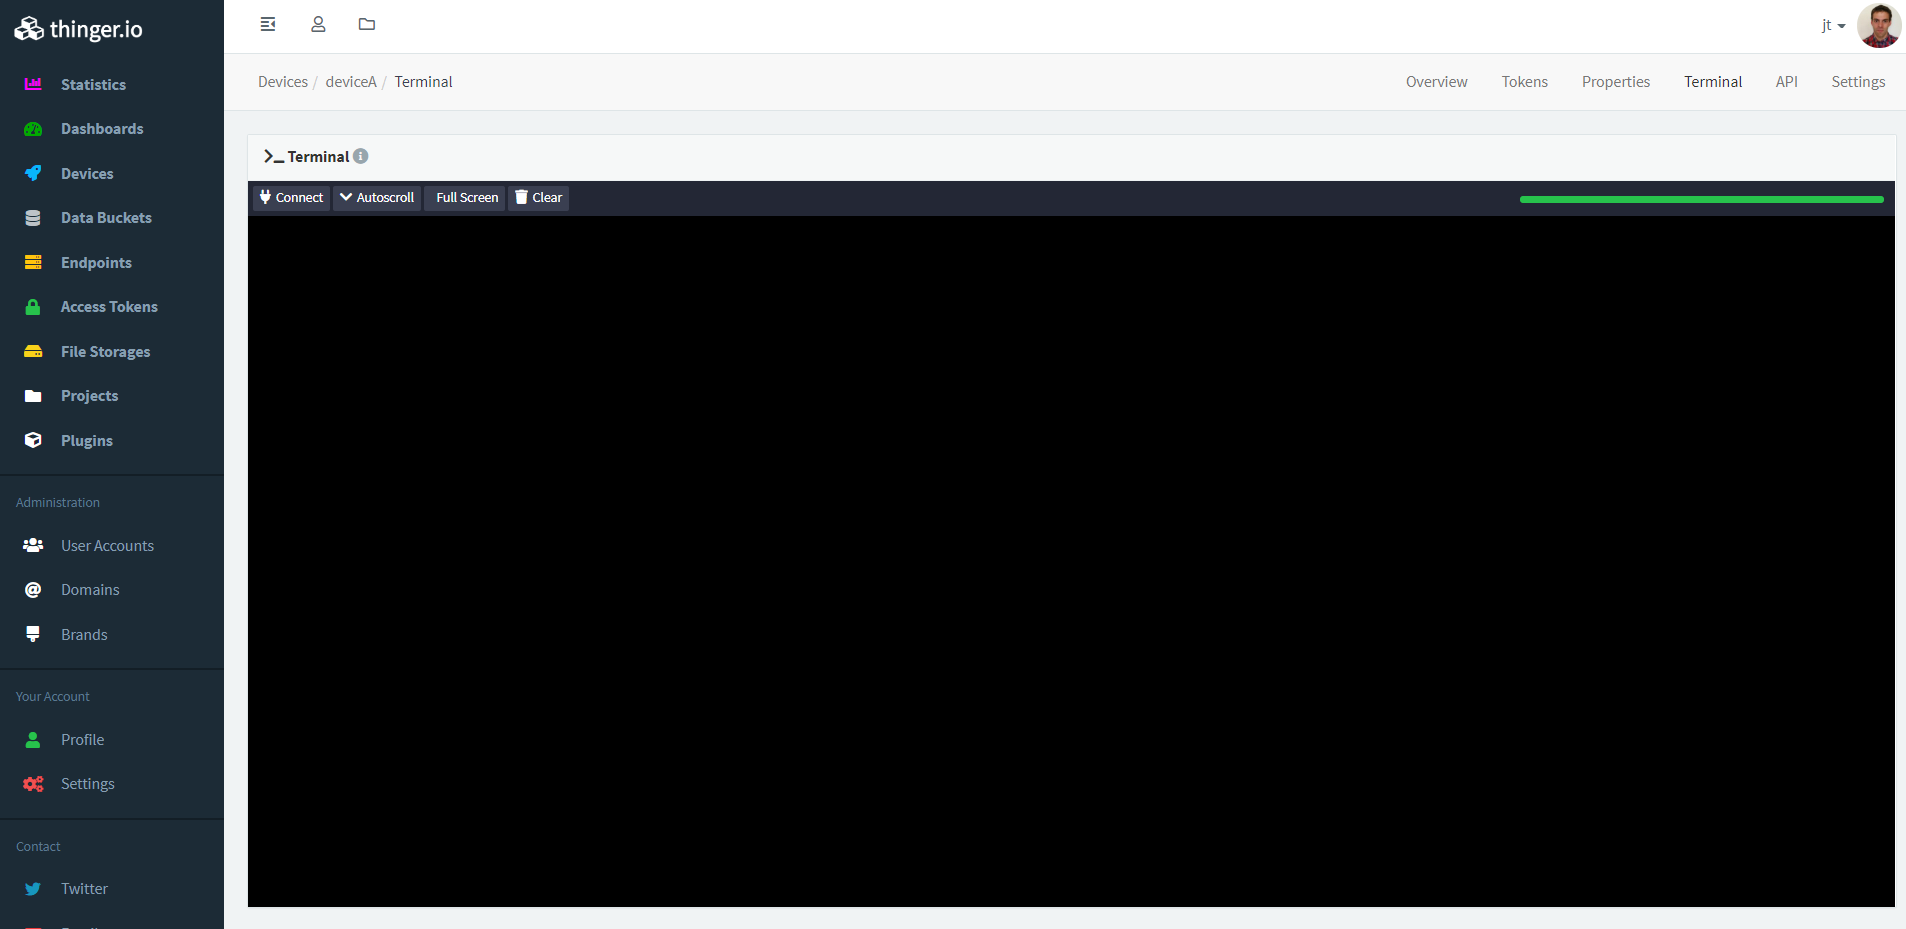 thinger.io
jt
Statistics
Dashboards
Devices
Data Buckets
Endpoints
Access Tokens
File Storages
Projects
Plugins
Administration
User Accounts
Domains
Brands
Your Account
Profile
Settings
Contact
Twitter
Devices / deviceA / Terminal
Overview Tokens Properties Terminal API Settings
Terminal
Connect Autoscroll Full Screen Clear